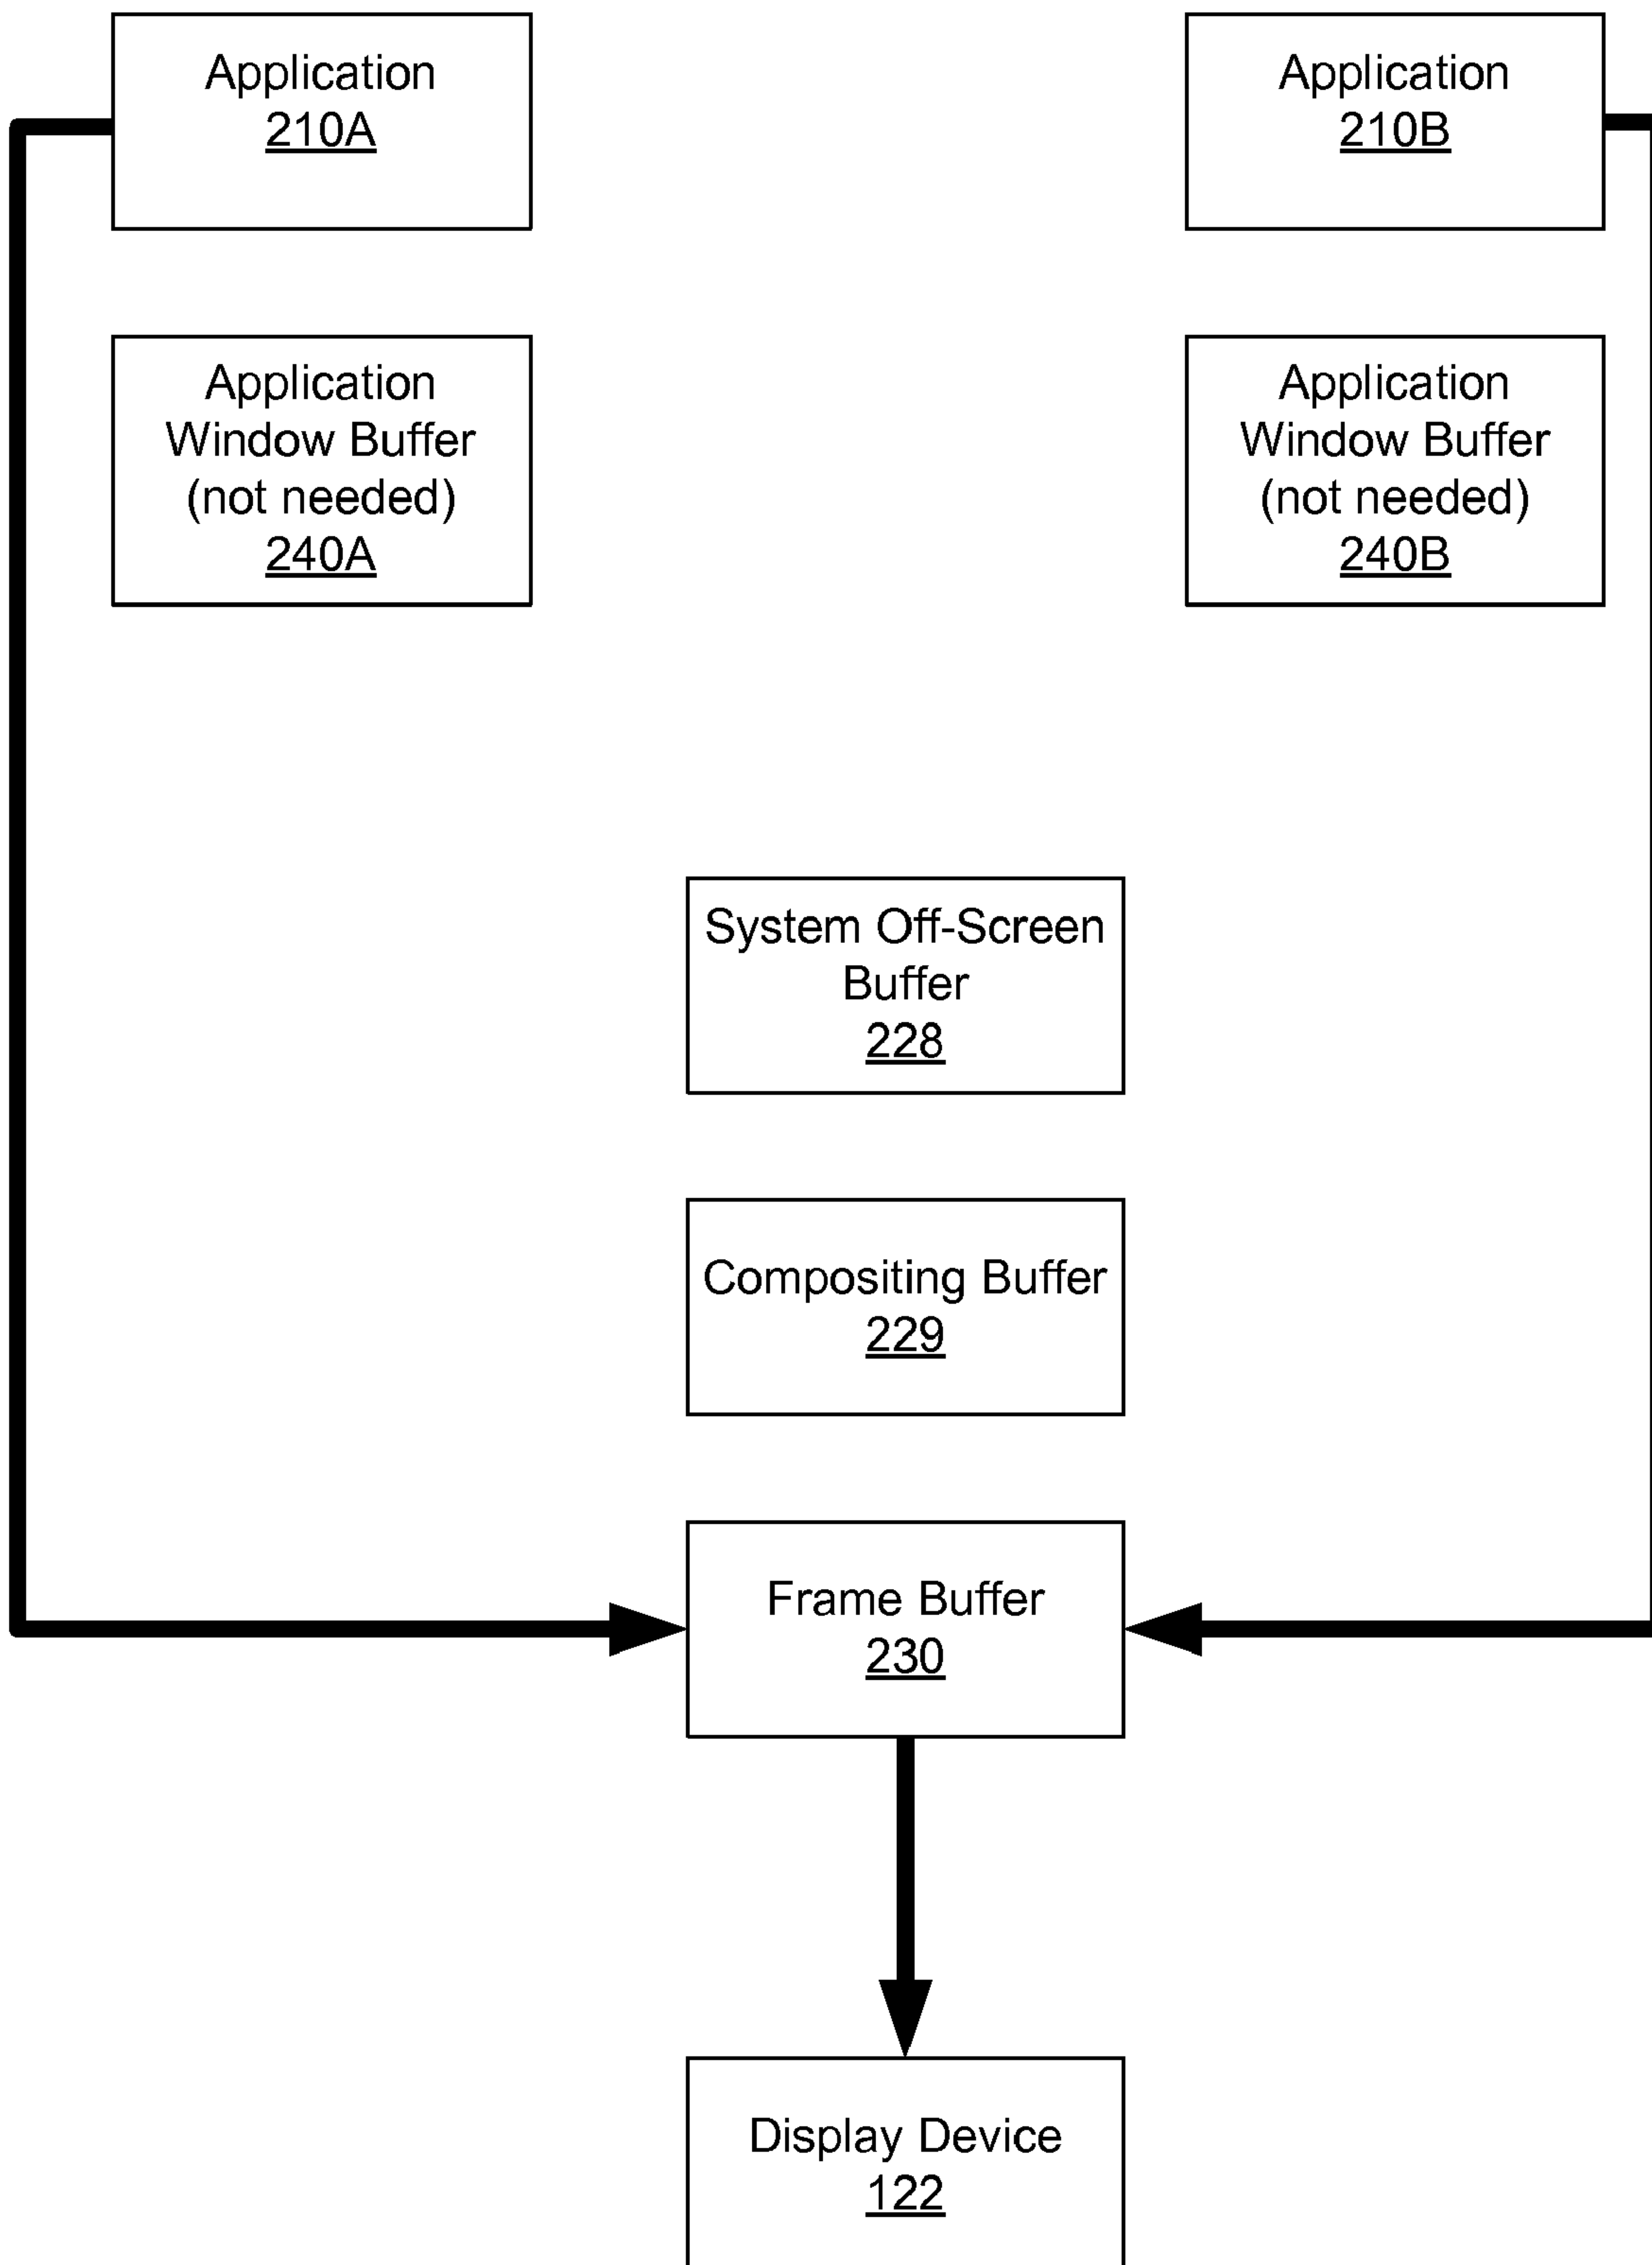 Application
210A
Application
210B
Application
Window Buffer
(not needed)
240A
Application
Window Buffer
(not needed)
240B
System Off-Screen
Buffer
228
Compositing Buffer
229
Frame Buffer
230
Display Device
122